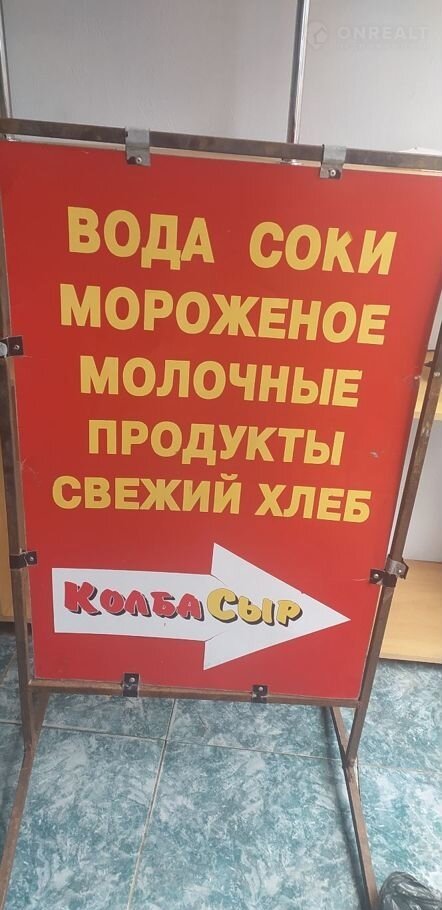 ONREALT
ВОДА СОКИ
МОРОЖЕНОЕ
МОЛОЧНЫЕ
ПРОДУКТЫ
СВЕЖИЙ ХЛЕБ
КОЛБАСЫР